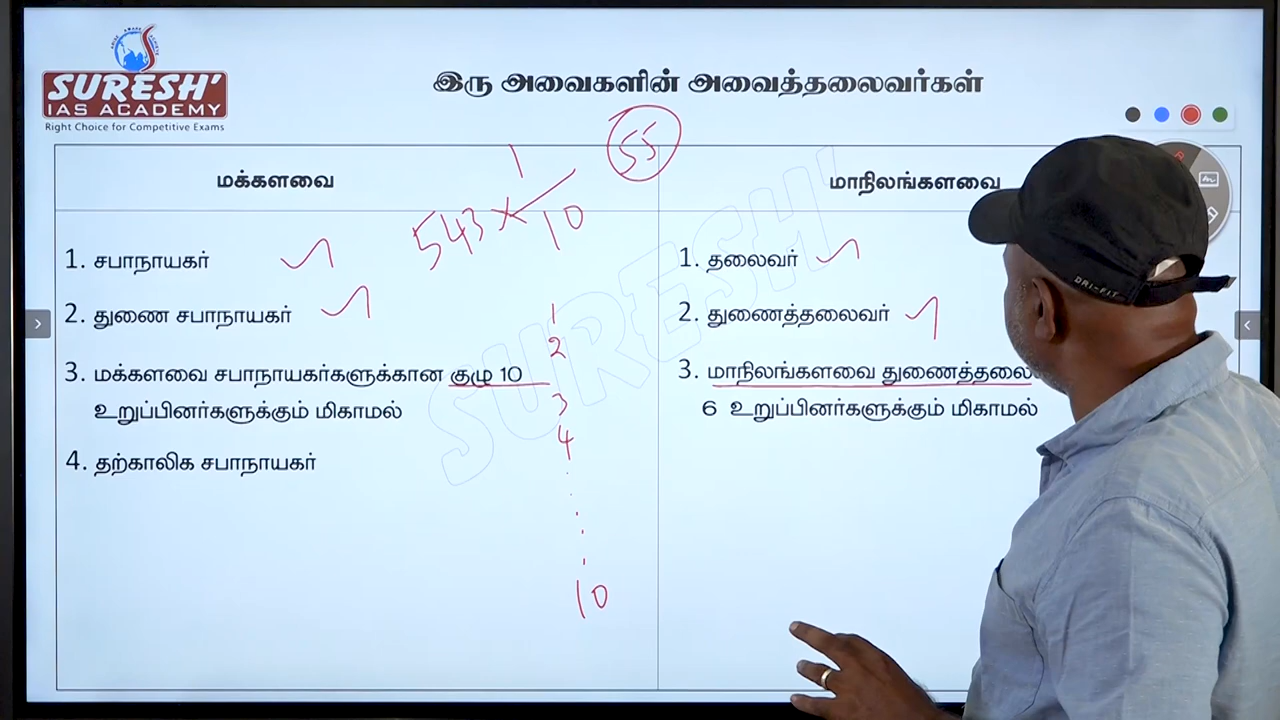 SURESH'
IAS ACADEMY
Right Choice for Competitive Exams
இரு அவைகளின் அவைத்தலைவர்கள்
55
மக்களவை
மாநிலங்களவை
543 × 1/10
1. சபாநாயகர்
1. தலைவர்
2. துணை சபாநாயகர்
2. துணைத்தலைவர்
3. மக்களவை சபாநாயகர்களுக்கான குழு 10
உறுப்பினர்களுக்கும் மிகாமல்
3. மாநிலங்களவை
6 உறுப்பினர்களுக்கும் மிகாமல்
4. தற்காலிக சபாநாயகர்
1
2
3
4
10
SURESH'
DRI-FIT